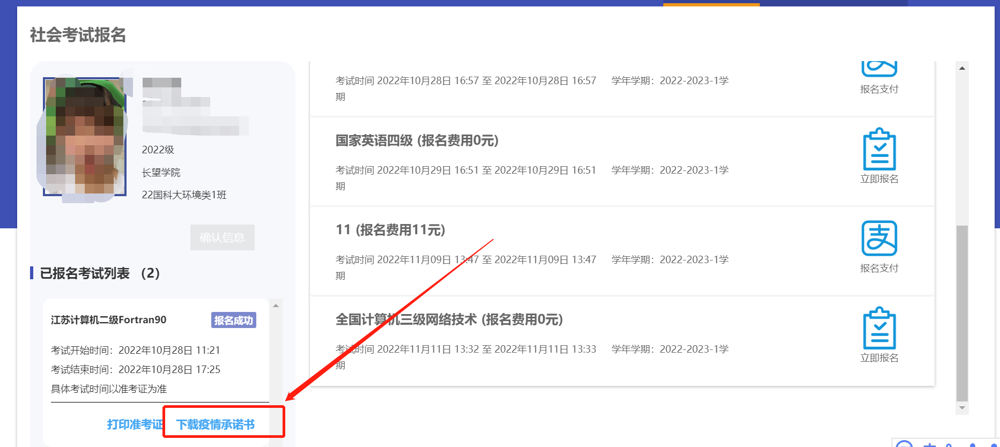 社会考试报名
2022级
长望学院
22国科大环境类1班
确认信息
已报名考试列表 （2）
江苏计算机二级Fortran90
报名成功
考试开始时间：2022年10月28日 11:21
考试结束时间：2022年10月28日 17:25
具体考试时间以准考证为准
打印准考证
下载疫情承诺书
考试时间 2022年10月28日 16:57 至 2022年10月28日 16:57 学年学期：2022-2023-1学
期
报名支付
国家英语四级 (报名费用0元)
考试时间 2022年10月29日 16:51 至 2022年10月29日 16:51 学年学期：2022-2023-1学
期
立即报名
11 (报名费用11元)
考试时间 2022年11月09日 13:47 至 2022年11月09日 13:47 学年学期：2022-2023-1学
期
支
报名支付
全国计算机三级网络技术 (报名费用0元)
考试时间 2022年11月11日 13:32 至 2022年11月11日 13:33 学年学期：2022-2023-1学
期
立即报名